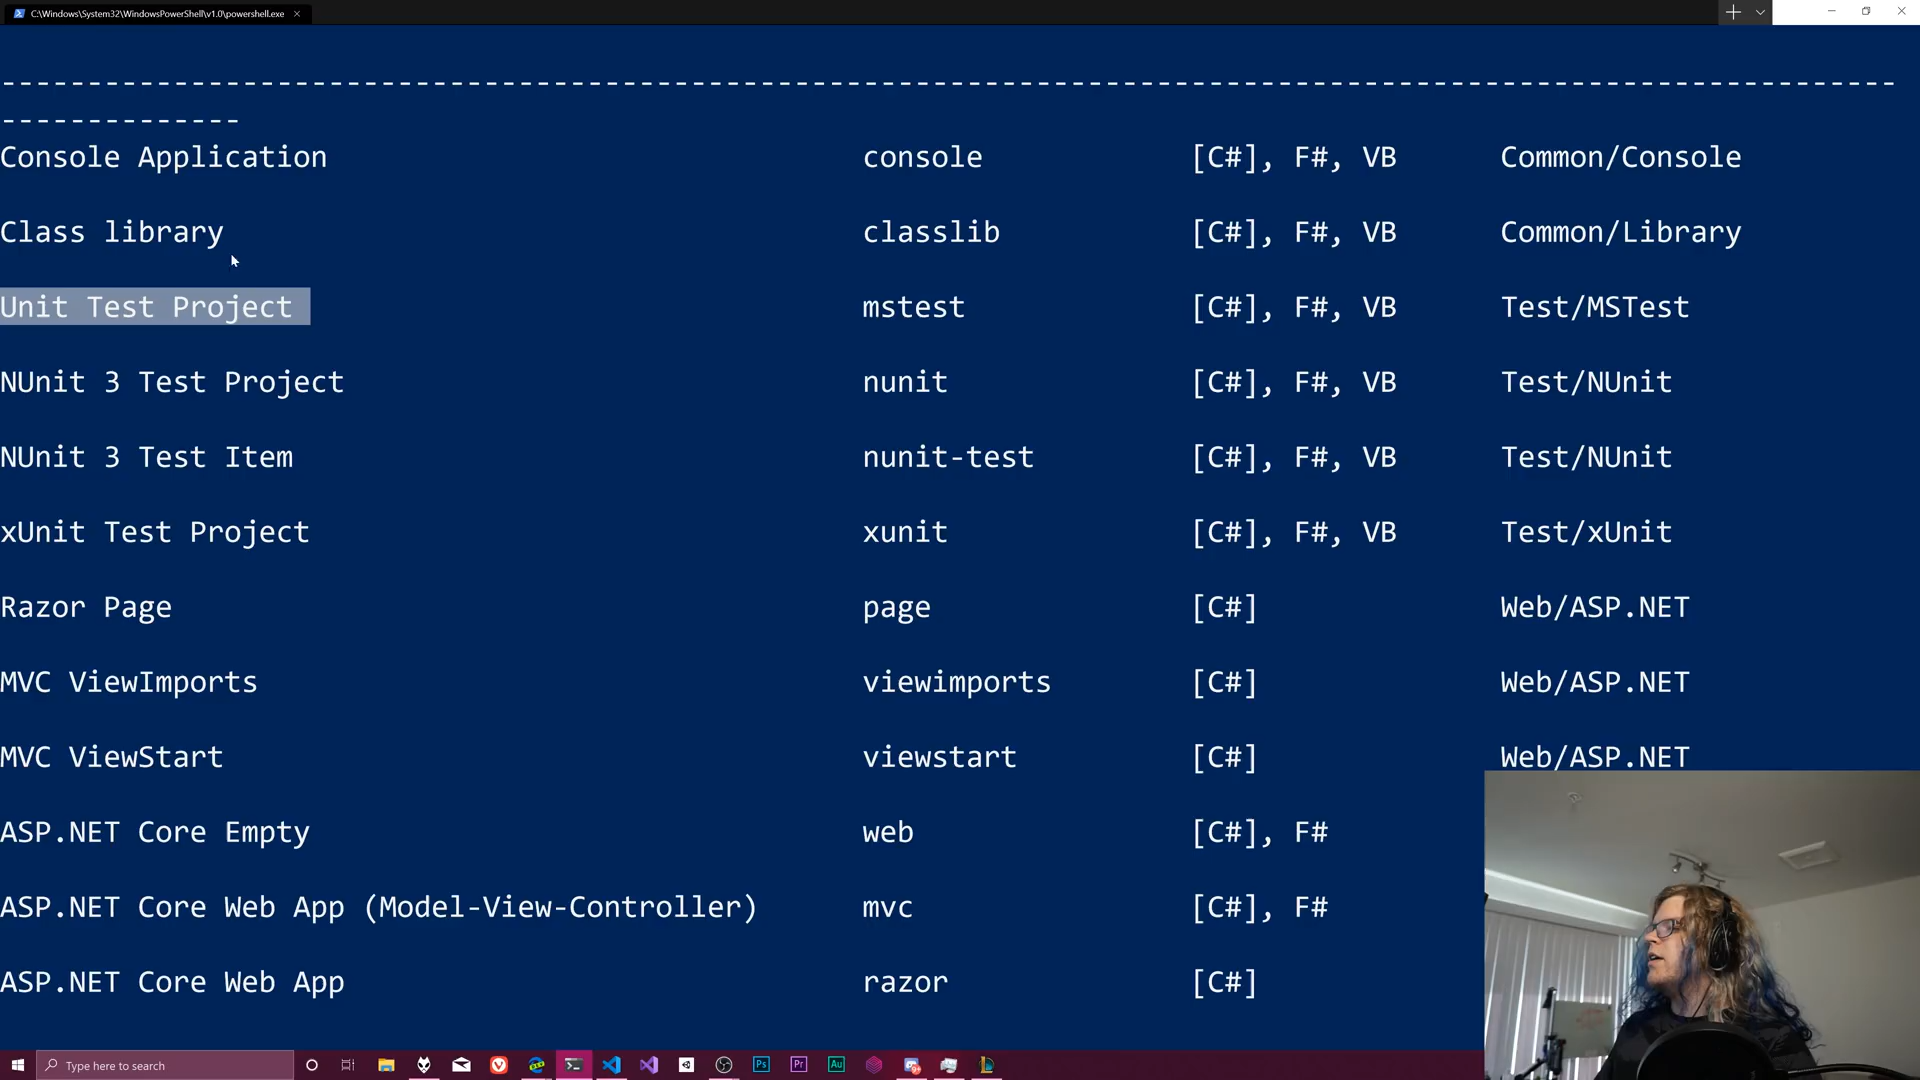 C:\Windows\System32\WindowsPowerShell\v1.0\powershell.exe
--------------------------------------------------------------------------------------------------------------
--------------
Console Application console [C#], F#, VB Common/Console
Class library classlib [C#], F#, VB Common/Library
Unit Test Project mstest [C#], F#, VB Test/MSTest
NUnit 3 Test Project nunit [C#], F#, VB Test/NUnit
NUnit 3 Test Item nunit-test [C#], F#, VB Test/NUnit
xUnit Test Project xunit [C#], F#, VB Test/xUnit
Razor Page page [C#] Web/ASP.NET
MVC ViewImports viewimports [C#] Web/ASP.NET
MVC ViewStart viewstart [C#] Web/ASP.NET
ASP.NET Core Empty web [C#], F#
ASP.NET Core Web App (Model-View-Controller) mvc [C#], F#
ASP.NET Core Web App razor [C#]
Type here to search
Ps
Pr
Au